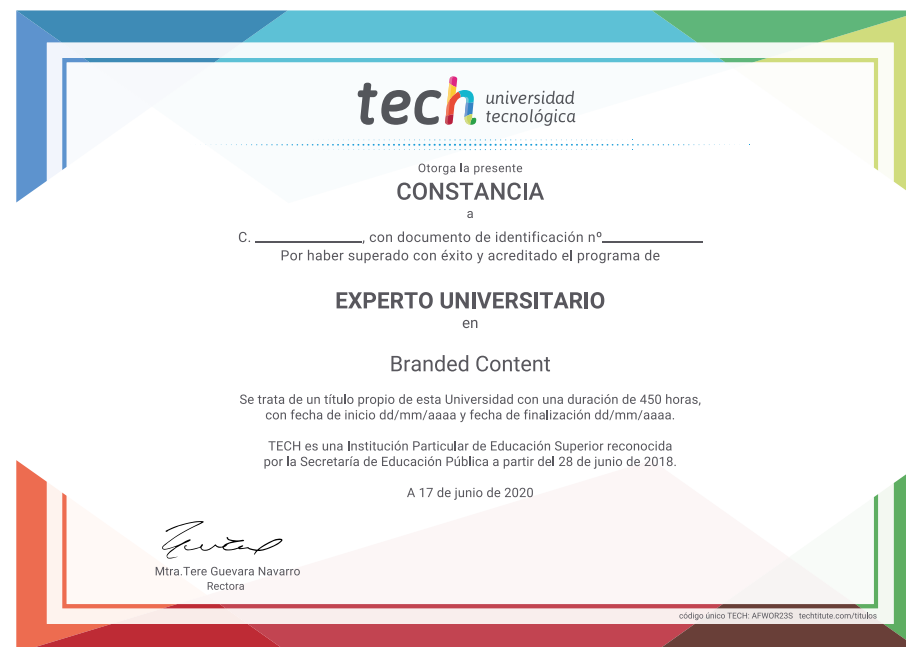 tech universidad
tecnológica
Otorga la presente
CONSTANCIA
a
C. ______________, con documento de identificación nº_____________
Por haber superado con éxito y acreditado el programa de
EXPERTO UNIVERSITARIO
en
Branded Content
Se trata de un título propio de esta Universidad con una duración de 450 horas,
con fecha de inicio dd/mm/aaaa y fecha de finalización dd/mm/aaaa.
TECH es una Institución Particular de Educación Superior reconocida
por la Secretaría de Educación Pública a partir del 28 de junio de 2018.
A 17 de junio de 2020
Mtra.Tere Guevara Navarro
Rectora
código único TECH: AFWOR23S techtitute.com/titulos